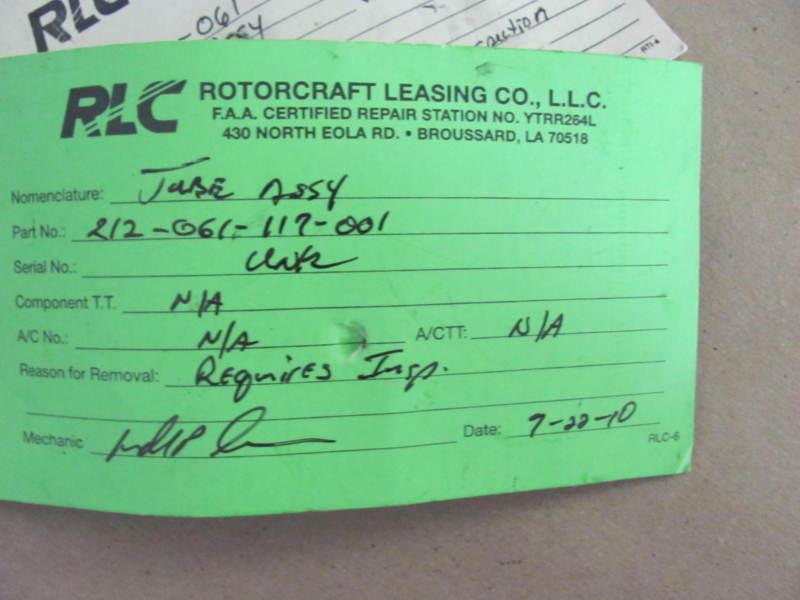 RLC
-061
ASSY
RLC ROTORCRAFT LEASING CO., L.L.C.
F.A.A. CERTIFIED REPAIR STATION NO. YTRR264L
430 NORTH EOLA RD. • BROUSSARD, LA 70518
Nomenclature: TUBE ASSY
Part No.: 212-061-117-001
Serial No.: UNK
Component T.T. N/A
A/C No.: N/A A/CTT: N/A
Reason for Removal: REQUIRES Insp.
Mechanic Date: 7-22-10
RLC-6